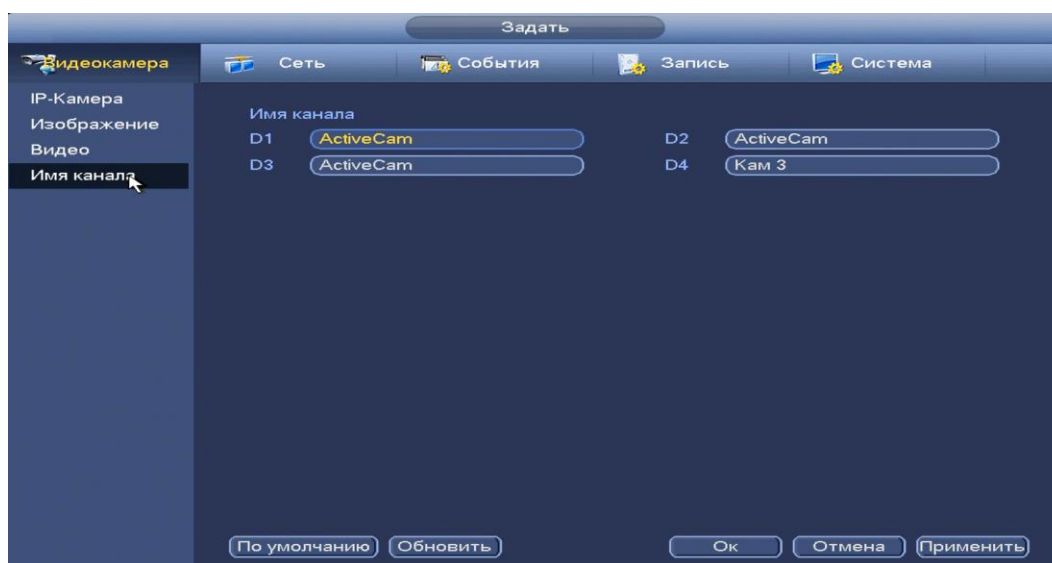 Задать
Видеокамера Сеть События Запись Система
IP-Камера
Изображение
Видео
Имя канала
Имя канала
D1 ActiveCam D2 ActiveCam
D3 ActiveCam D4 Кам 3
По умолчанию Обновить Ок Отмена Применить